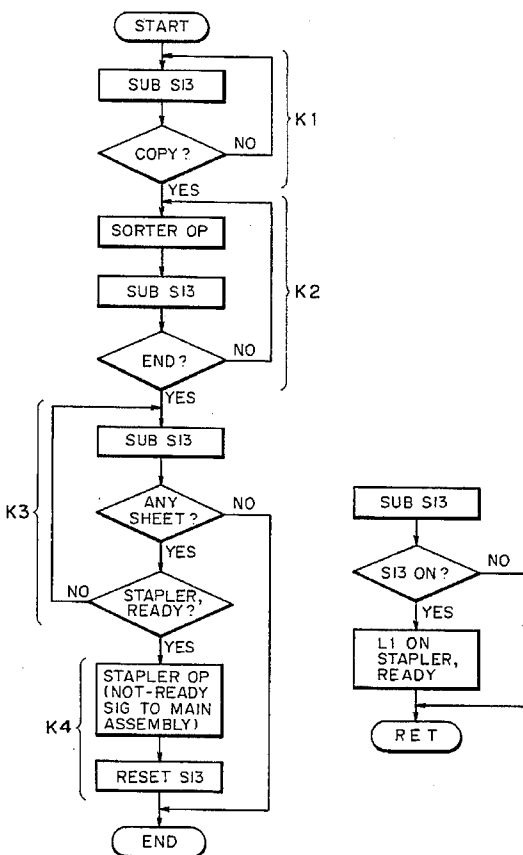 START
SUB S13
COPY?
NO
K1
YES
SORTER OP
SUB S13
K2
END?
NO
YES
SUB S13
ANY
SHEET?
NO
K3
YES
STAPLER,
READY?
NO
YES
STAPLER OP
(NOT-READY
SIG TO MAIN
ASSEMBLY)
K4
RESET S13
END
SUB S13
S13 ON?
NO
YES
L1 ON
STAPLER,
READY
RET